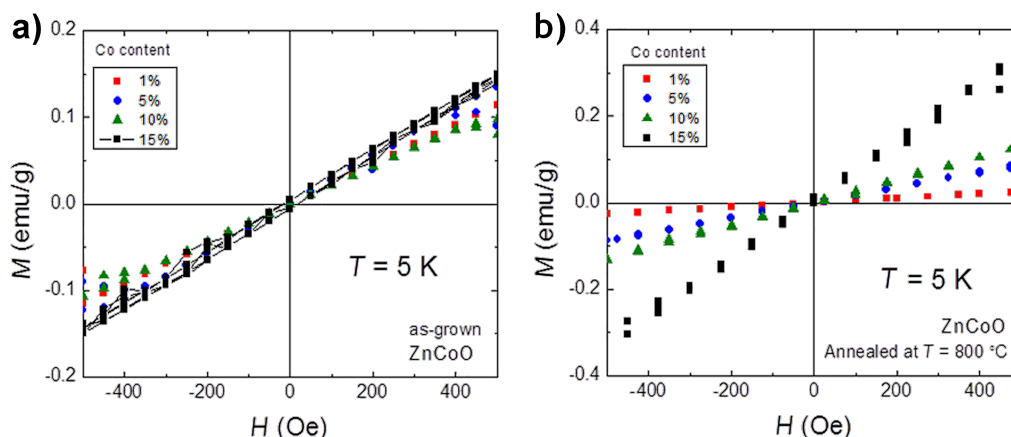 a)
0.2
0.1
0.0
-0.1
-0.2
M (emu/g)
Co content
1%
5%
10%
15%
T = 5 K
as-grown
ZnCoO
-400 -200 0 200 400
H (Oe)
b)
0.4
0.2
0.0
-0.2
-0.4
M (emu/g)
Co content
1%
5%
10%
15%
T = 5 K
ZnCoO
Annealed at T = 800 °C
-400 -200 0 200 400
H (Oe)